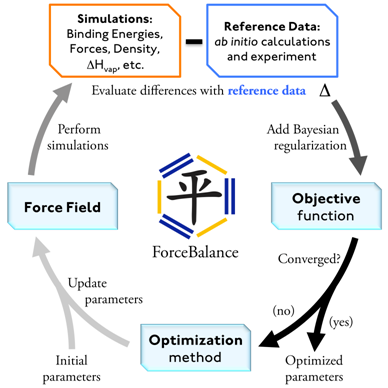 Simulations:
Binding Energies,
Forces, Density,
ΔHvap, etc.
Reference Data:
ab initio calculations
and experiment
Evaluate differences with reference data Δ
Perform
simulations
Add Bayesian
regularization
Force Field
平
ForceBalance
Objective
function
Converged?
Update
parameters
(no)
(yes)
Optimization
method
Initial
parameters
Optimized
parameters